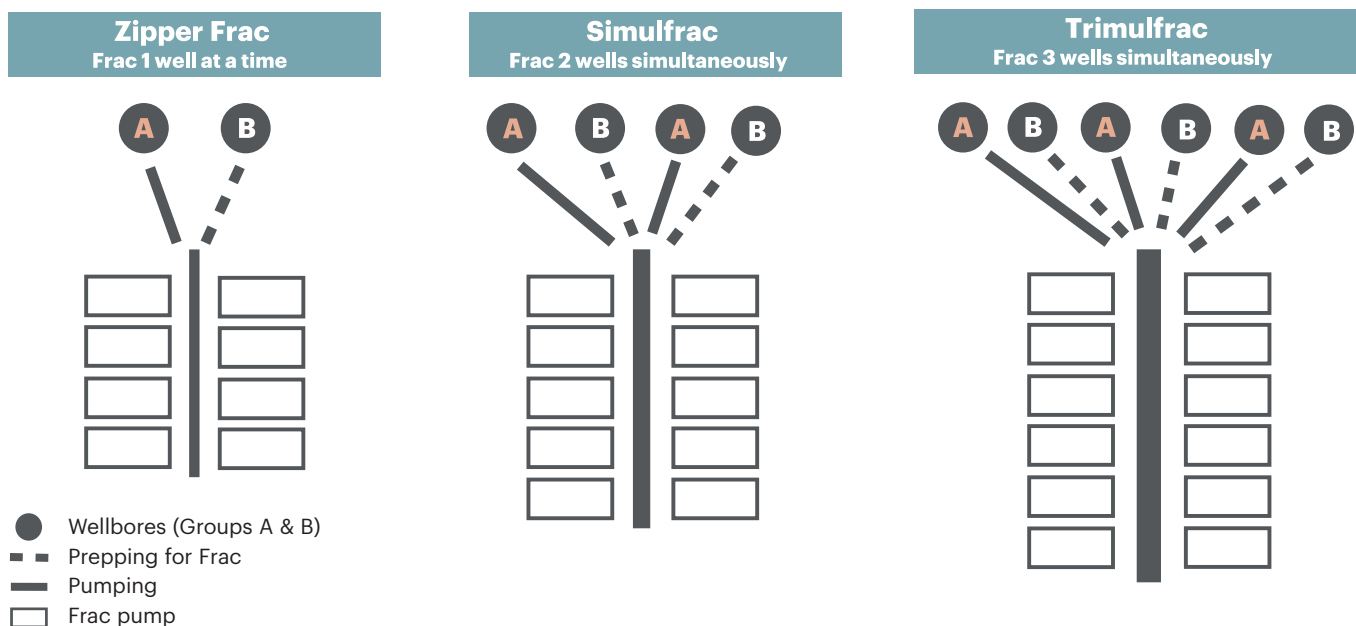 Zipper Frac
Frac 1 well at a time
Simulfrac
Frac 2 wells simultaneously
Trimulfrac
Frac 3 wells simultaneously
A B
A B A B
A B A B A B
Wellbores (Groups A & B)
Prepping for Frac
Pumping
Frac pump